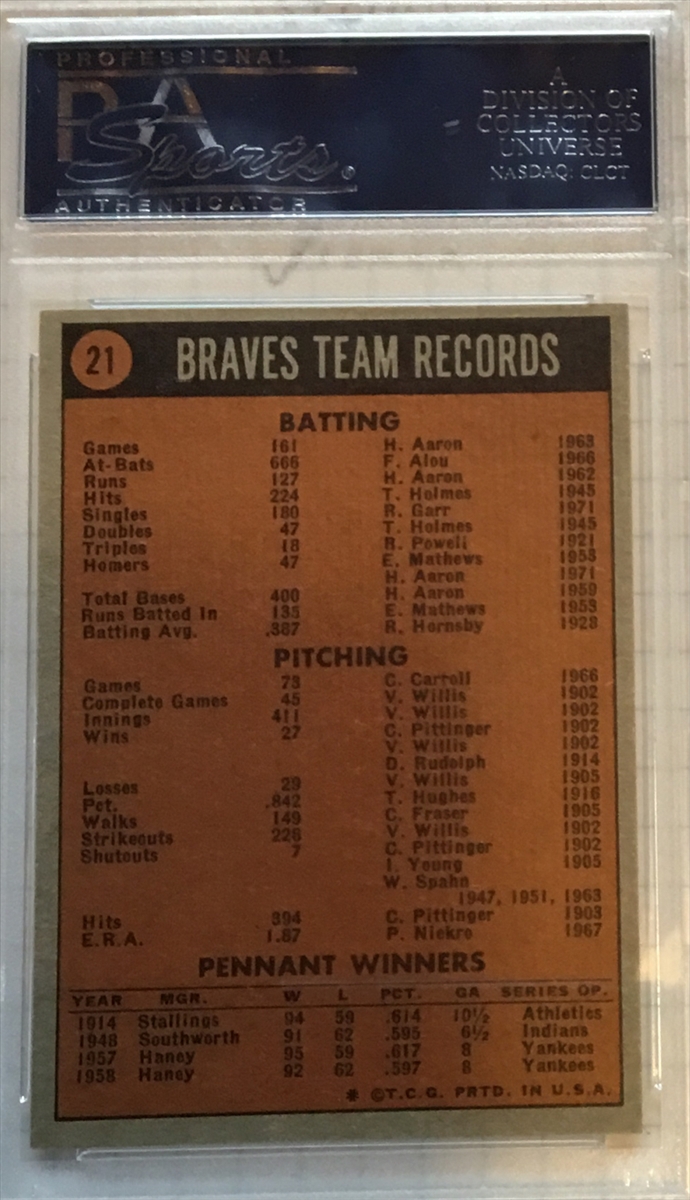 PROFESSIONAL
PSA
Sports
AUTHENTICATOR
A
DIVISION OF
COLLECTORS
UNIVERSE
NASDAQ: CLCT
21 BRAVES TEAM RECORDS
BATTING
Games 161 H. Aaron 1963
At-Bats 666 F. Alou 1966
Runs 127 H. Aaron 1962
Hits 224 T. Holmes 1945
Singles 180 R. Garr 1971
Doubles 47 T. Holmes 1945
Triples 18 R. Powell 1921
Homers 47 E. Mathews 1953
H. Aaron 1971
Total Bases 400 H. Aaron 1959
Runs Batted In 135 E. Mathews 1953
Batting Avg. .387 R. Hornsby 1928
PITCHING
Games 73 C. Carroll 1966
Complete Games 45 V. Willis 1902
Innings 411 V. Willis 1902
Wins 27 C. Pittinger 1902
V. Willis 1902
D. Rudolph 1914
Losses 29 V. Willis 1905
Pct. .842 T. Hughes 1916
Walks 149 C. Fraser 1905
Strikeouts 226 V. Willis 1902
Shutouts 7 C. Pittinger 1902
I. Young 1905
W. Spahn
1947, 1951, 1963
Hits 394 C. Pittinger 1903
E.R.A. 1.87 P. Niekro 1967
PENNANT WINNERS
YEAR MGR. W L PCT. GA SERIES OP.
1914 Stallings 94 59 .614 10½ Athletics
1948 Southworth 91 62 .595 6½ Indians
1957 Haney 95 59 .617 8 Yankees
1958 Haney 92 62 .597 8 Yankees
* ©T.C.G. PRTD. IN U.S.A.